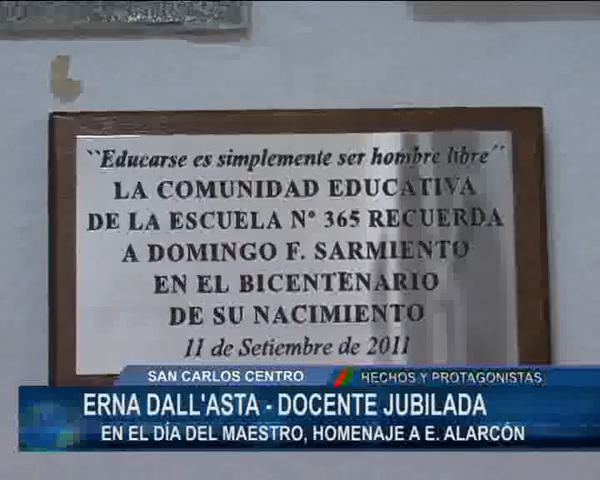 ``Educarse es simplemente ser hombre libre´´
LA COMUNIDAD EDUCATIVA
DE LA ESCUELA Nº 365 RECUERDA
A DOMINGO F. SARMIENTO
EN EL BICENTENARIO
DE SU NACIMIENTO
11 de Setiembre de 2011
SAN CARLOS CENTRO
HECHOS Y PROTAGONISTAS
ERNA DALL'ASTA - DOCENTE JUBILADA
EN EL DÍA DEL MAESTRO, HOMENAJE A E. ALARCÓN